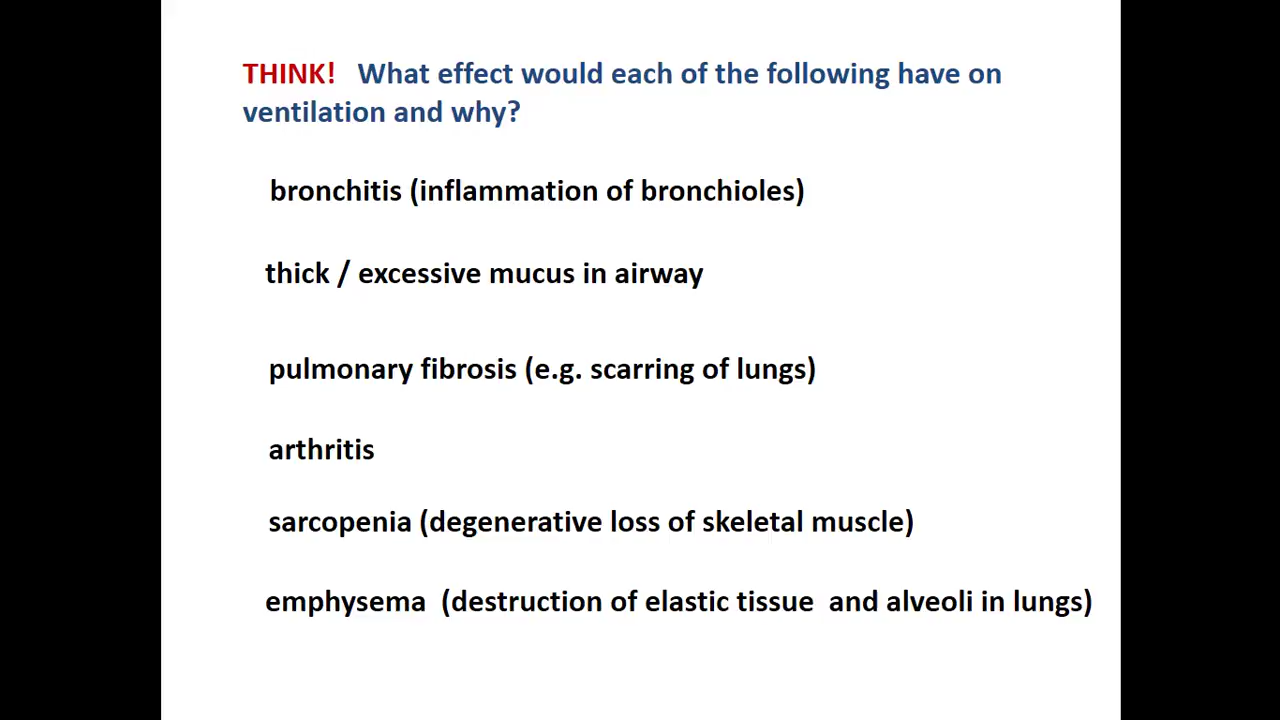 THINK! What effect would each of the following have on
ventilation and why?
bronchitis (inflammation of bronchioles)
thick / excessive mucus in airway
pulmonary fibrosis (e.g. scarring of lungs)
arthritis
sarcopenia (degenerative loss of skeletal muscle)
emphysema (destruction of elastic tissue and alveoli in lungs)